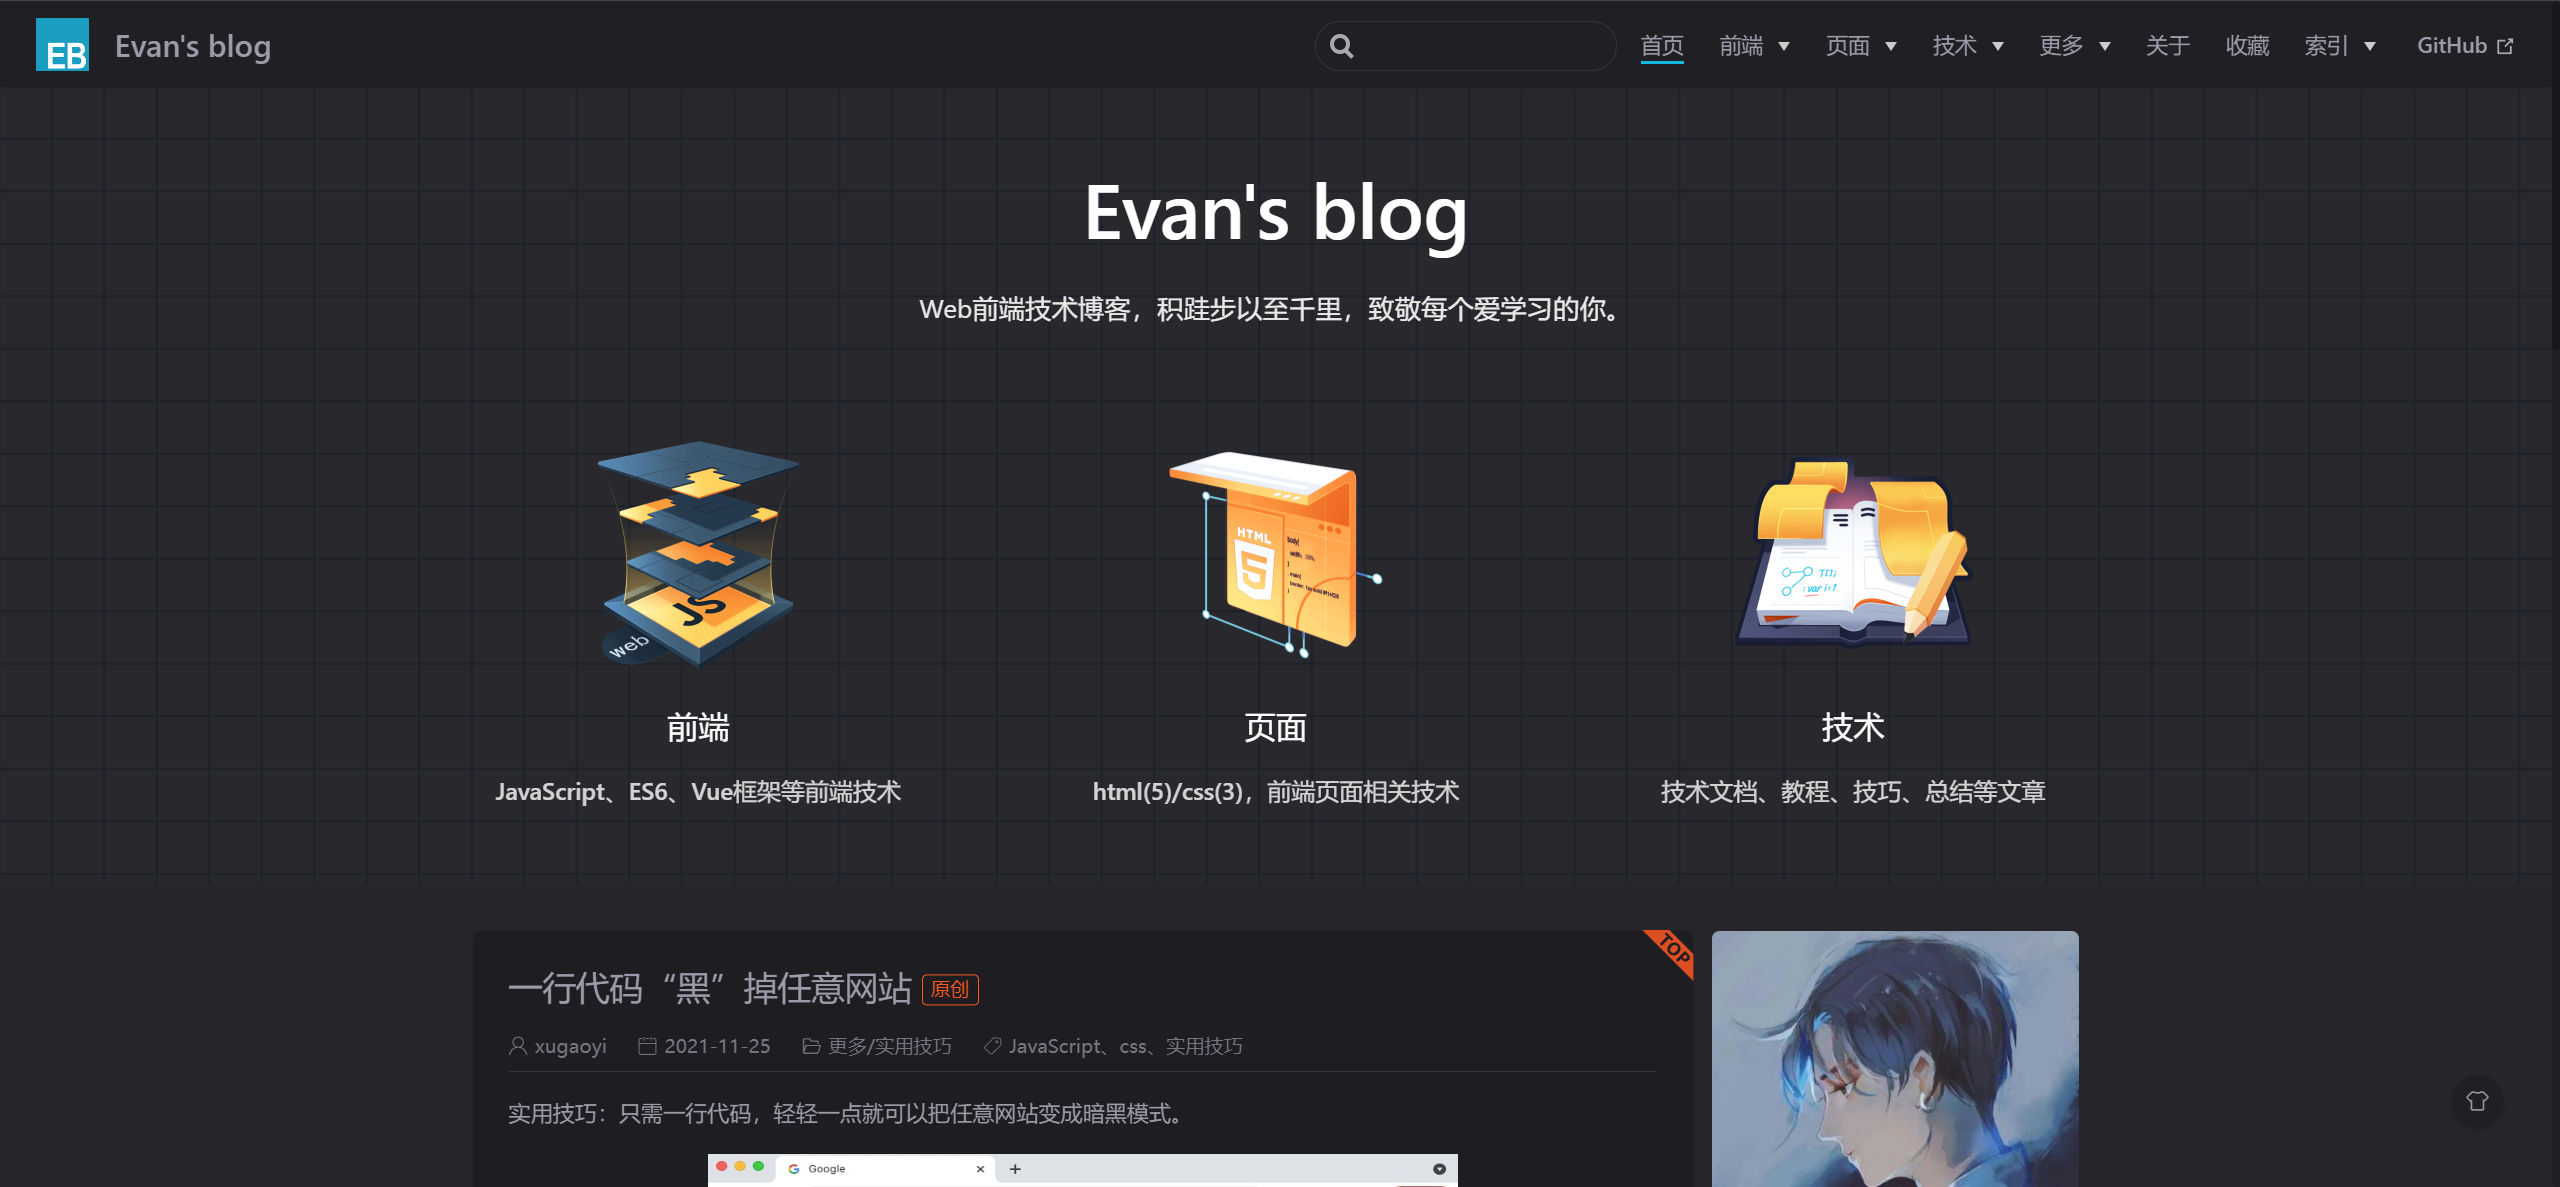 EB Evan's blog 首页 前端 页面 技术 更多 关于 收藏 索引 GitHub
Evan's blog
Web前端技术博客，积跬步以至千里，致敬每个爱学习的你。
JS
web
HTML
5
body{
width: 100%;
}
. main{
}
T();
: var i=1
前端 页面 技术
JavaScript、ES6、Vue框架等前端技术 html(5)/css(3)，前端页面相关技术 技术文档、教程、技巧、总结等文章
TOP
一行代码“黑”掉任意网站 原创
xugaoyi 2021-11-25 更多/实用技巧 JavaScript、css、实用技巧
实用技巧：只需一行代码，轻轻一点就可以把任意网站变成暗黑模式。
Google